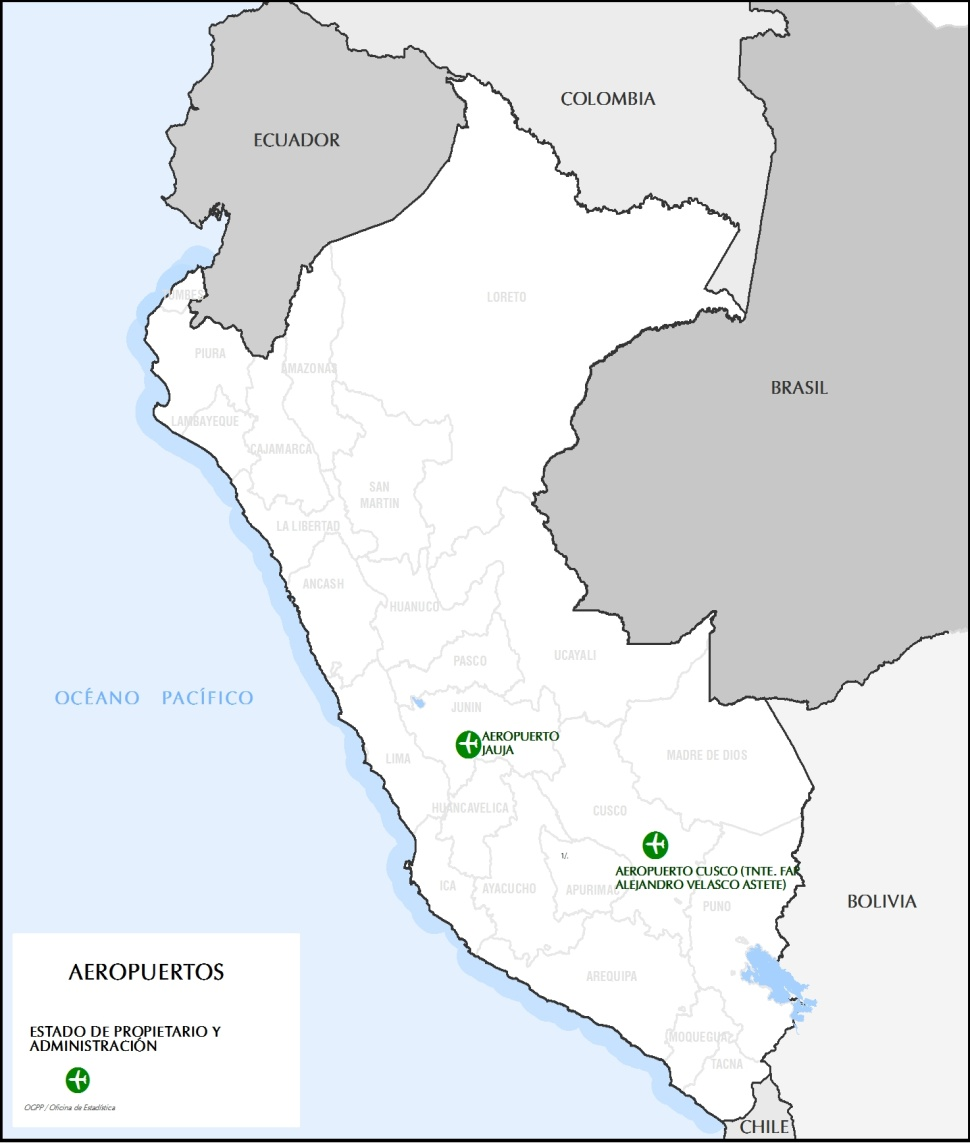 COLOMBIA
ECUADOR
LORETO
PIURA
AMAZONAS
BRASIL
LAMBAYEQUE
CAJAMARCA
SAN
MARTIN
LA LIBERTAD
ANCASH
HUANUCO
PASCO
UCAYALI
OCÉANO PACÍFICO
JUNIN
AEROPUERTO
JAUJA
LIMA
MADRE DE DIOS
HUANCAVELICA
CUSCO
1/.
AEROPUERTO CUSCO (TNTE. FAP
ALEJANDRO VELASCO ASTETE)
ICA
AYACUCHO
APURIMAC
PUNO
BOLIVIA
AREQUIPA
AEROPUERTOS
ESTADO DE PROPIETARIO Y
ADMINISTRACIÓN
MOQUEGUA
TACNA
OGPP / Oficina de Estadística
CHILE